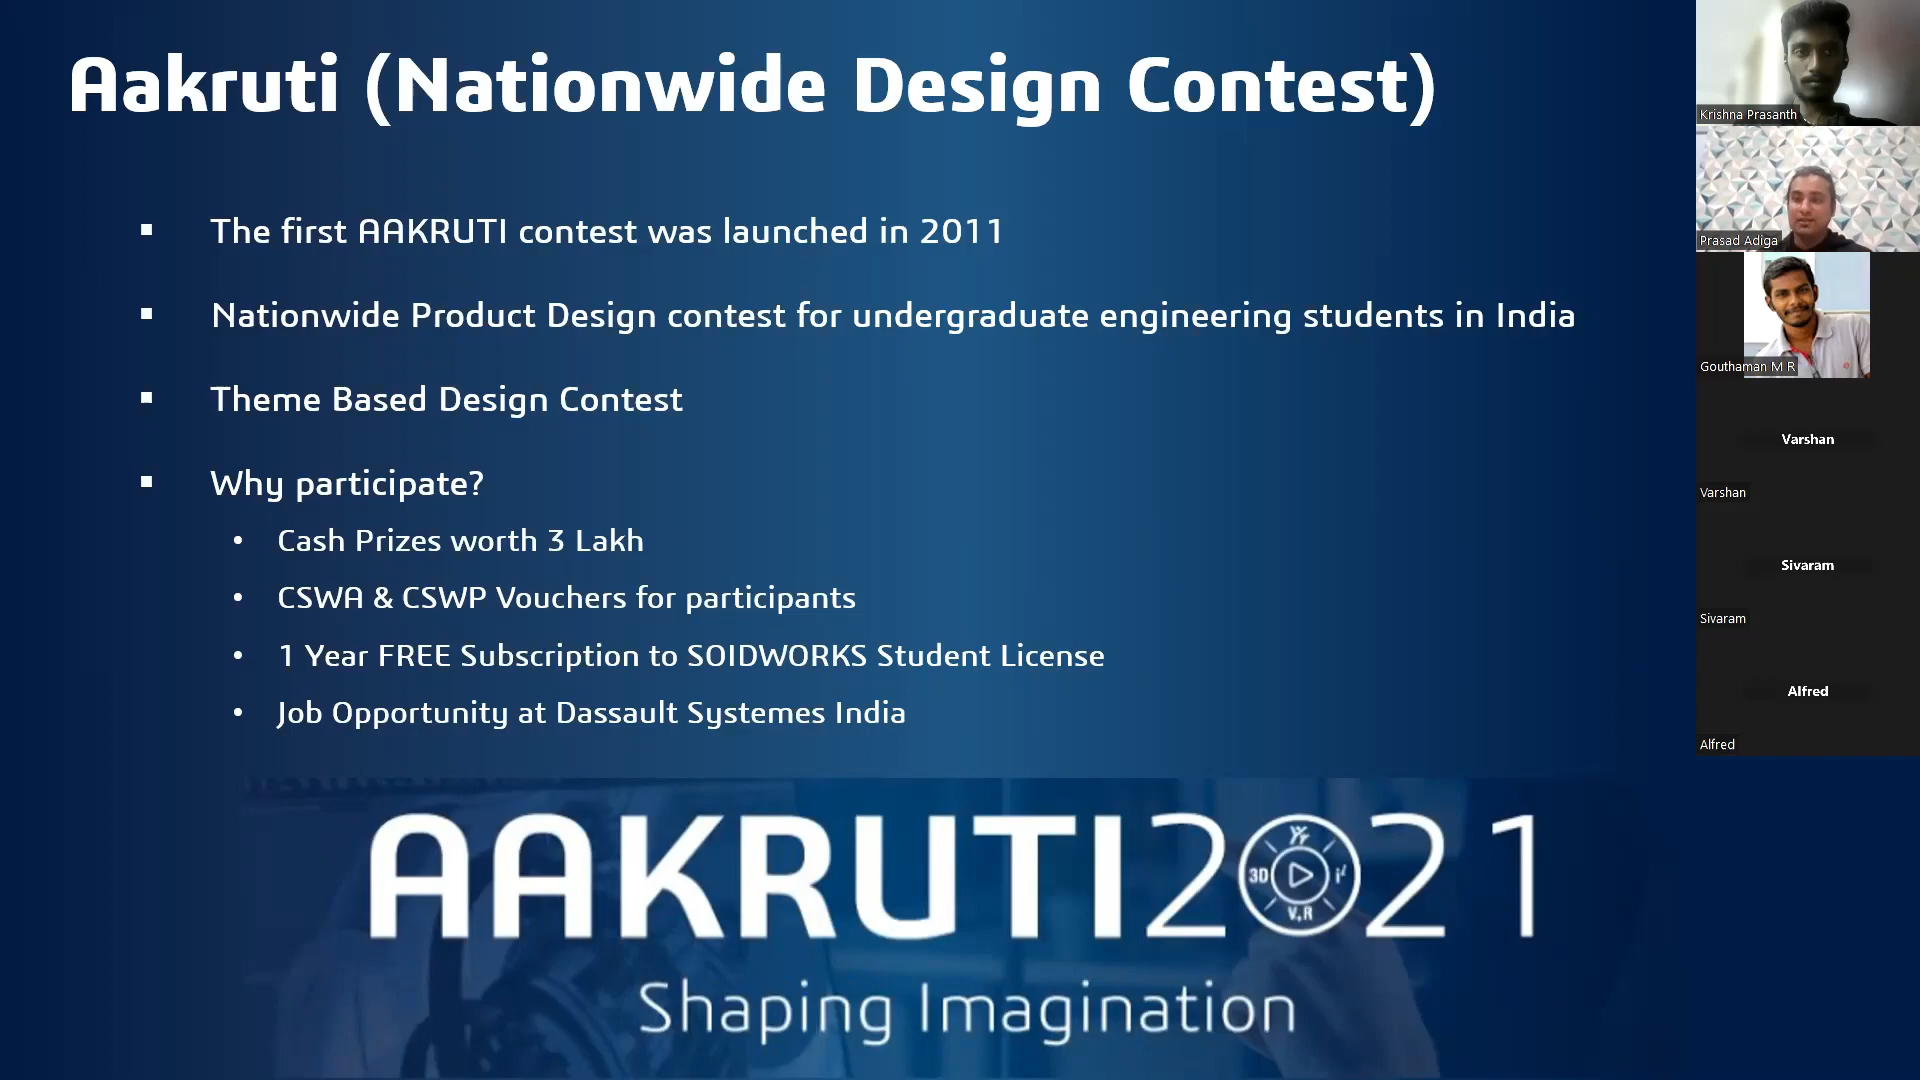 Aakruti (Nationwide Design Contest)
The first AAKRUTI contest was launched in 2011
Nationwide Product Design contest for undergraduate engineering students in India
Theme Based Design Contest
Why participate?
Cash Prizes worth 3 Lakh
CSWA & CSWP Vouchers for participants
1 Year FREE Subscription to SOIDWORKS Student License
Job Opportunity at Dassault Systemes India
AAKRUTI2021
3D
V,R
Shaping Imagination
Krishna Prasanth
Prasad Adiga
Gouthaman M R
Varshan
Varshan
Sivaram
Sivaram
Alfred
Alfred